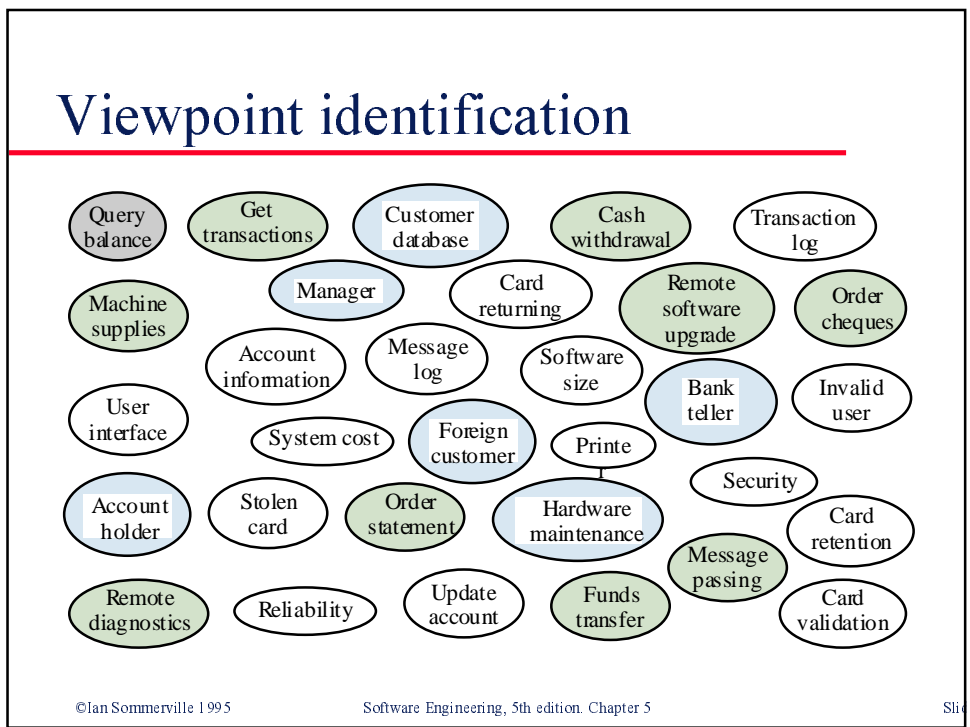 Viewpoint identification
Query
balance
Get
transactions
Customer
database
Cash
withdrawal
Transaction
log
Machine
supplies
Manager
Card
returning
Remote
software
upgrade
Order
cheques
Account
information
Message
log
Software
size
Bank
teller
Invalid
user
User
interface
System cost
Foreign
customer
Printe
r
Security
Account
holder
Stolen
card
Order
statement
Hardware
maintenance
Card
retention
Message
passing
Remote
diagnostics
Reliability
Update
account
Funds
transfer
Card
validation
©Ian Sommerville 1995
Software Engineering, 5th edition. Chapter 5